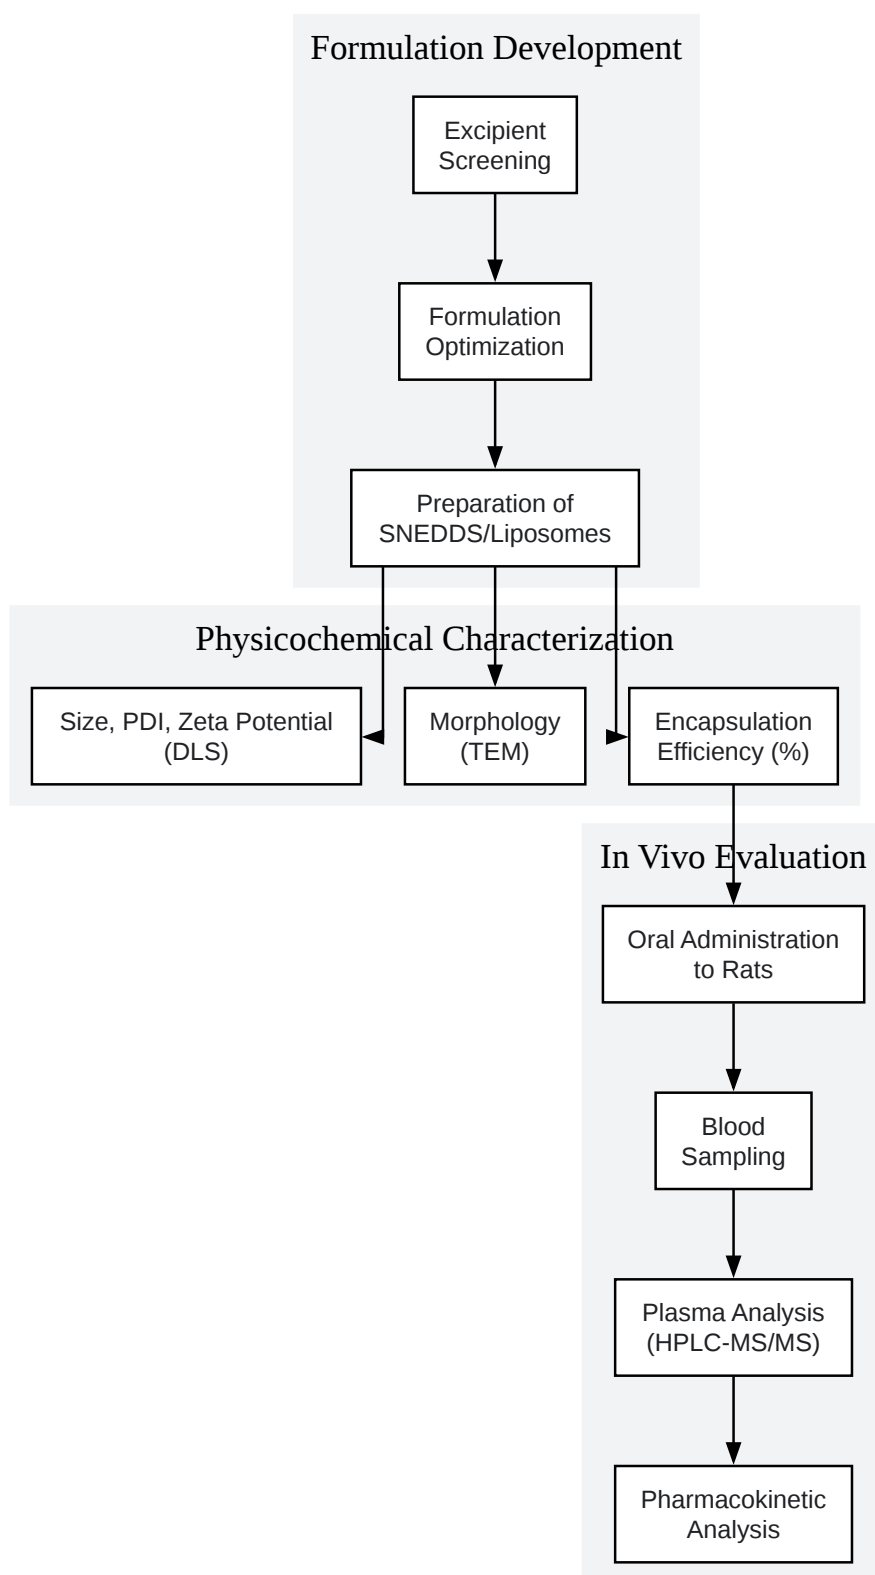 Formulation Development
Excipient
Screening
Formulation
Optimization
Preparation of
SNEDDS/Liposomes
Physicochemical Characterization
Size, PDI, Zeta Potential
(DLS)
Morphology
(TEM)
Encapsulation
Efficiency (%)
In Vivo Evaluation
Oral Administration
to Rats
Blood
Sampling
Plasma Analysis
(HPLC-MS/MS)
Pharmacokinetic
Analysis